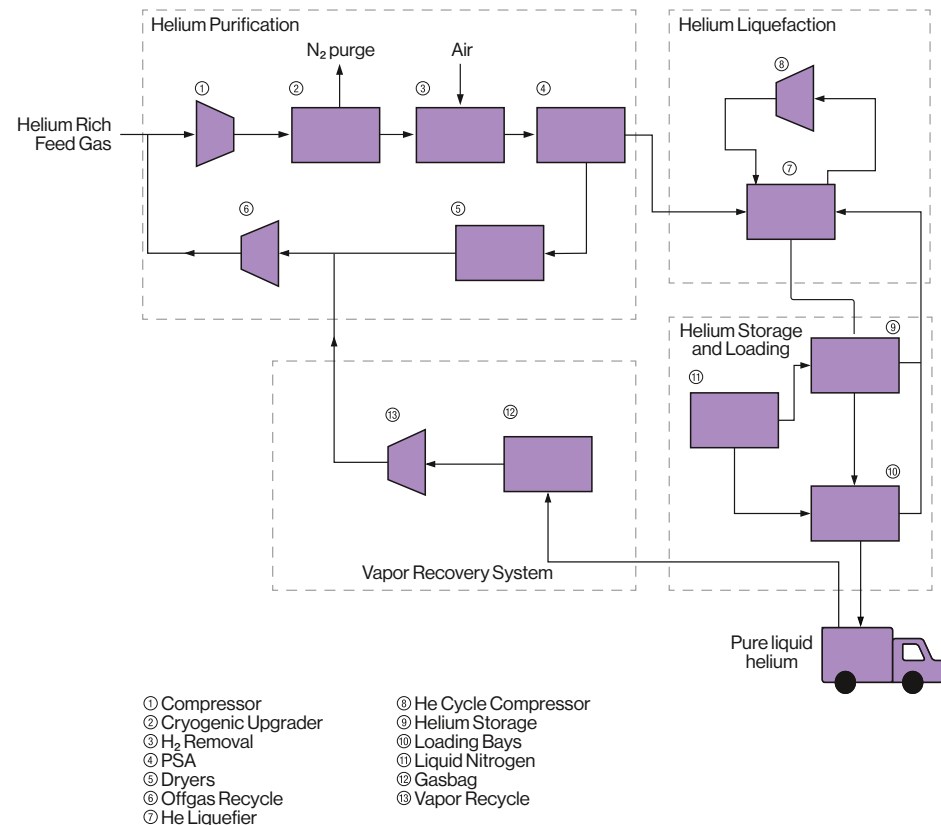 Helium Purification
Helium Liquefaction
N₂ purge
Air
⑧
①
②
③
④
Helium Rich
Feed Gas
⑦
⑥
⑤
Helium Storage
and Loading
⑨
⑪
⑬
⑫
⑩
Vapor Recovery System
Pure liquid
helium
① Compressor
② Cryogenic Upgrader
③ H₂ Removal
④ PSA
⑤ Dryers
⑥ Offgas Recycle
⑦ He Liquefier
⑧ He Cycle Compressor
⑨ Helium Storage
⑩ Loading Bays
⑪ Liquid Nitrogen
⑫ Gasbag
⑬ Vapor Recycle